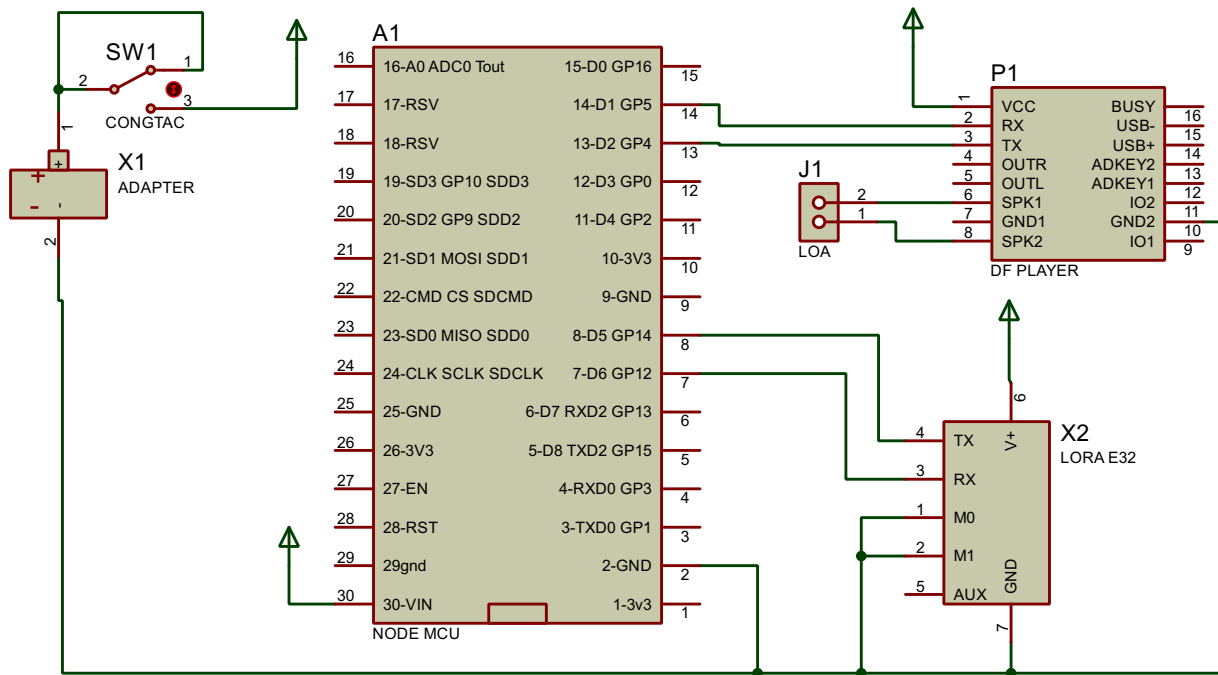 SW1
2
1
3
CONGTAC
1
X1
ADAPTER
+
+
-
-
2
A1
16 16-A0 ADC0 Tout 15-D0 GP16 15
17 17-RSV 14-D1 GP5 14
18 18-RSV 13-D2 GP4 13
19 19-SD3 GP10 SDD3 12-D3 GP0 12
20 20-SD2 GP9 SDD2 11-D4 GP2 11
21 21-SD1 MOSI SDD1 10-3V3 10
22 22-CMD CS SDCMD 9-GND 9
23 23-SD0 MISO SDD0 8-D5 GP14 8
24 24-CLK SCLK SDCLK 7-D6 GP12 7
25 25-GND 6-D7 RXD2 GP13 6
26 26-3V3 5-D8 TXD2 GP15 5
27 27-EN 4-RXD0 GP3 4
28 28-RST 3-TXD0 GP1 3
29 29gnd 2-GND 2
30 30-VIN 1-3v3 1
NODE MCU
P1
1 VCC BUSY 16
2 RX USB- 15
3 TX USB+ 14
4 OUTR ADKEY2 13
5 OUTL ADKEY1 12
6 SPK1 IO2 11
7 GND1 GND2 10
8 SPK2 IO1 9
DF PLAYER
J1
2
1
LOA
6
V+
X2
LORA E32
4 TX
3 RX
1 M0
2 M1
5 AUX
GND
7